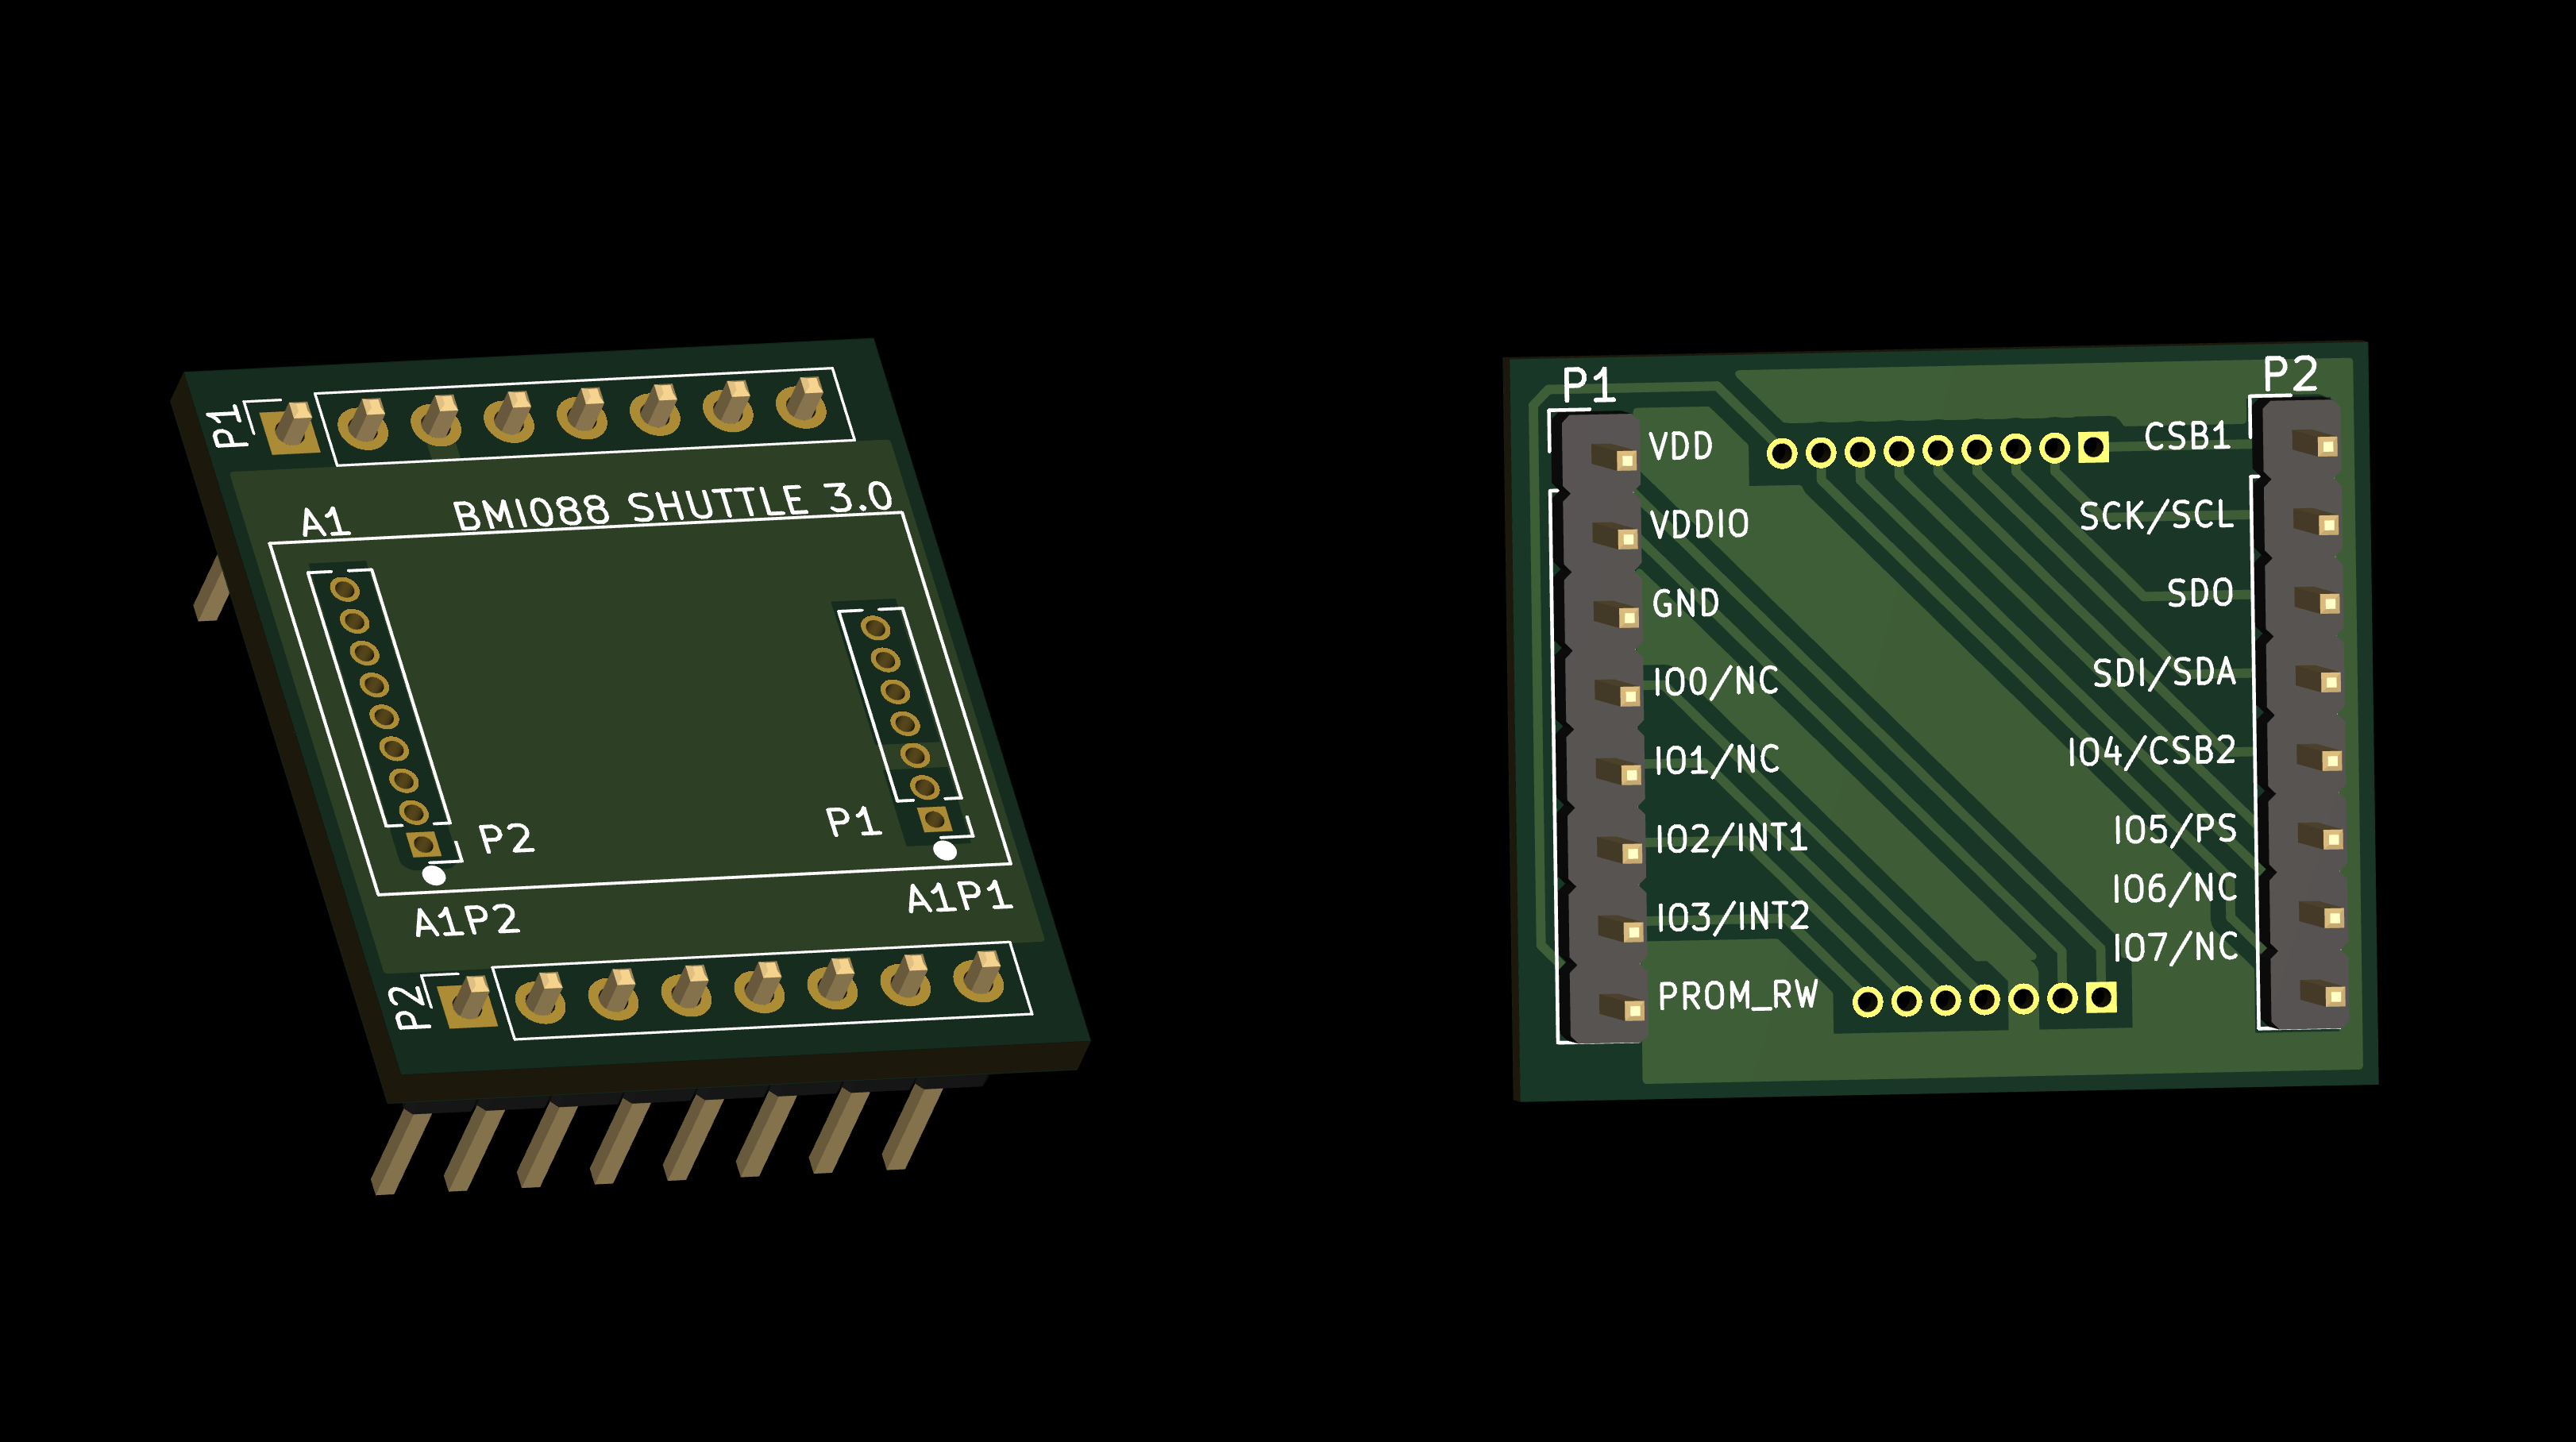 P1
A1
BMI088 SHUTTLE 3.0
P2
P1
A1P2
A1P1
P2
P1
P2
VDD
CSB1
VDDIO
SCK/SCL
GND
SDO
IO0/NC
SDI/SDA
IO1/NC
IO4/CSB2
IO2/INT1
IO5/PS
IO3/INT2
IO6/NC
IO7/NC
PROM_RW